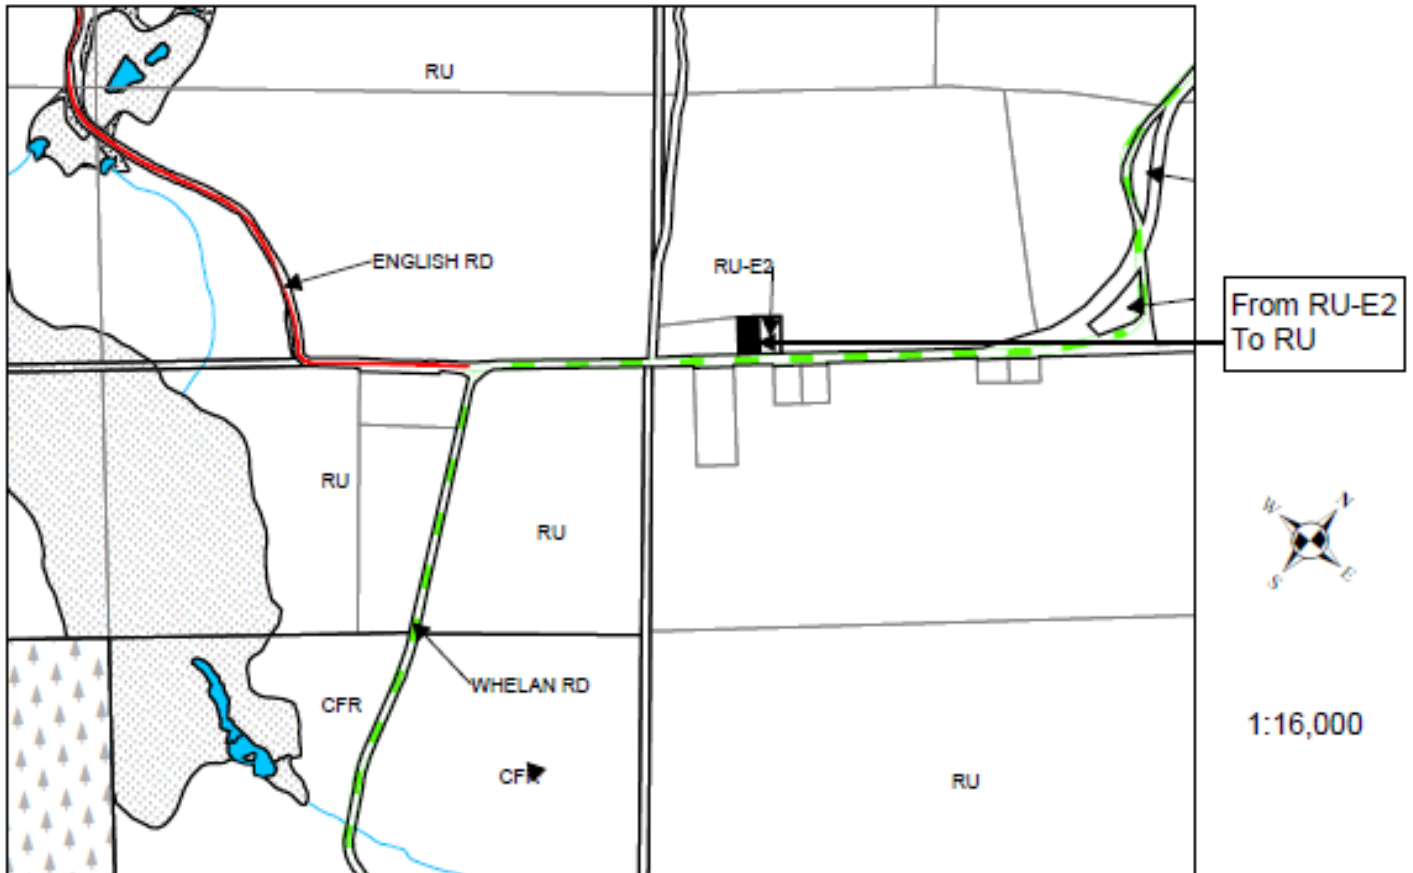 RU
ENGLISH RD
RU-E2
From RU-E2
To RU
RU
RU
W
N
S
E
WHELAN RD
CFR
1:16,000
CFR
RU